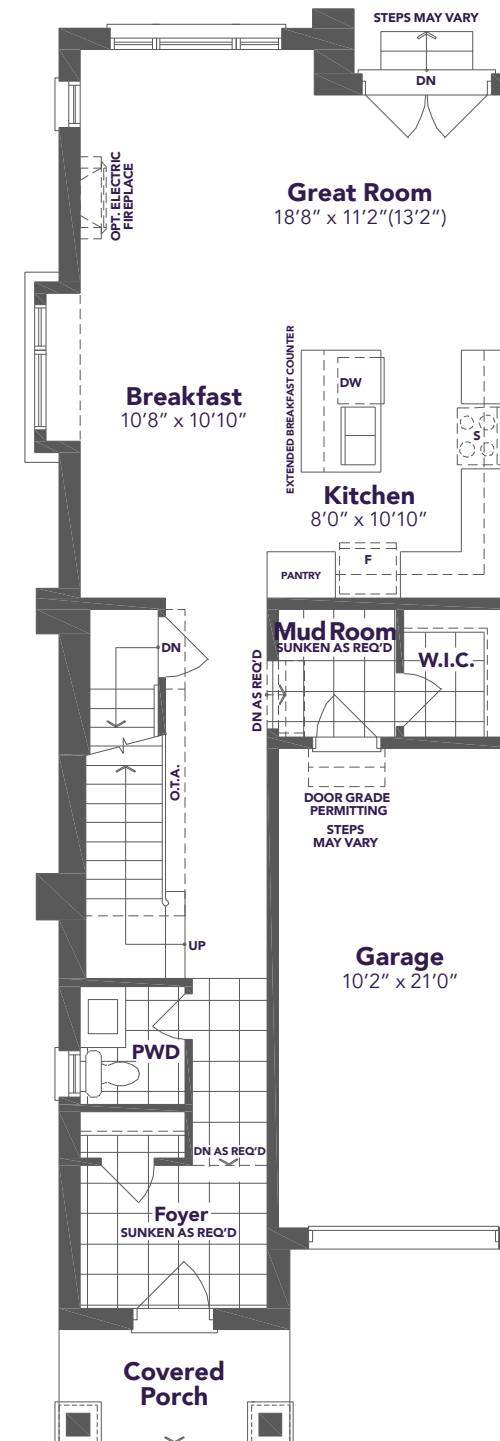 STEPS MAY VARY
DN
OPT. ELECTRIC
FIREPLACE
Great Room
18'8" x 11'2"(13'2")
EXTENDED BREAKFAST COUNTER
DW
Breakfast
10'8" x 10'10"
S
Kitchen
8'0" x 10'10"
PANTRY
F
Mud Room
SUNKEN AS REQ'D
W.I.C.
DN
DN AS REQ'D
O.T.A.
DOOR GRADE
PERMITTING
STEPS
MAY VARY
UP
Garage
10'2" x 21'0"
PWD
DN AS REQ'D
Foyer
SUNKEN AS REQ'D
Covered
Porch